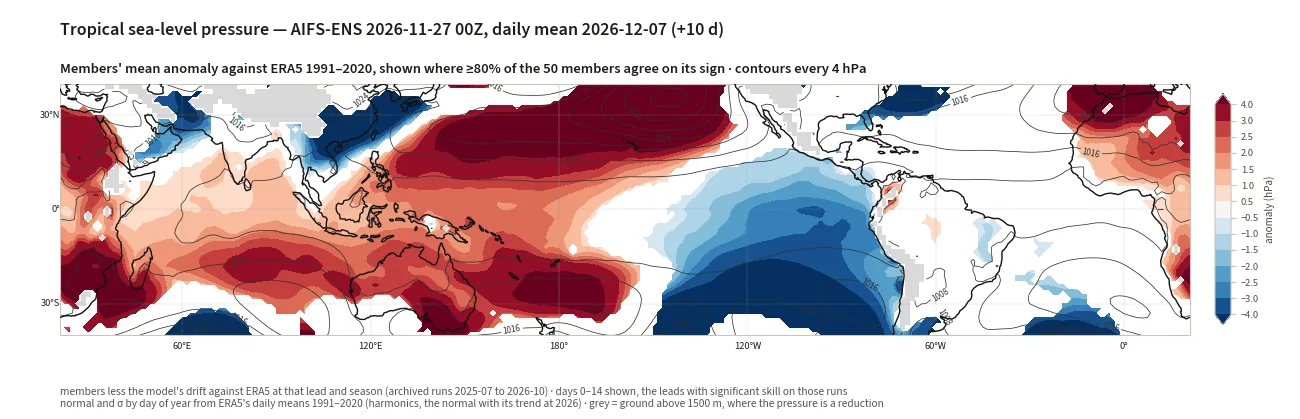 Tropical sea-level pressure — AIFS-ENS 2026-11-27 00Z, daily mean 2026-12-07 (+10 d)
Members' mean anomaly against ERA5 1991–2020, shown where ≥80% of the 50 members agree on its sign · contours every 4 hPa
30°N
0°
30°S
60°E
120°E
180°
120°W
60°W
0°
1024
1016
1016
1016
1016
1016
1016
1008
4.0
3.0
2.5
2.0
1.5
1.0
0.5
−0.5
−1.0
−1.5
−2.0
−2.5
−3.0
−4.0
anomaly (hPa)
members less the model's drift against ERA5 at that lead and season (archived runs 2025-07 to 2026-10) · days 0–14 shown, the leads with significant skill on those runs
normal and σ by day of year from ERA5's daily means 1991–2020 (harmonics, the normal with its trend at 2026) · grey = ground above 1500 m, where the pressure is a reduction